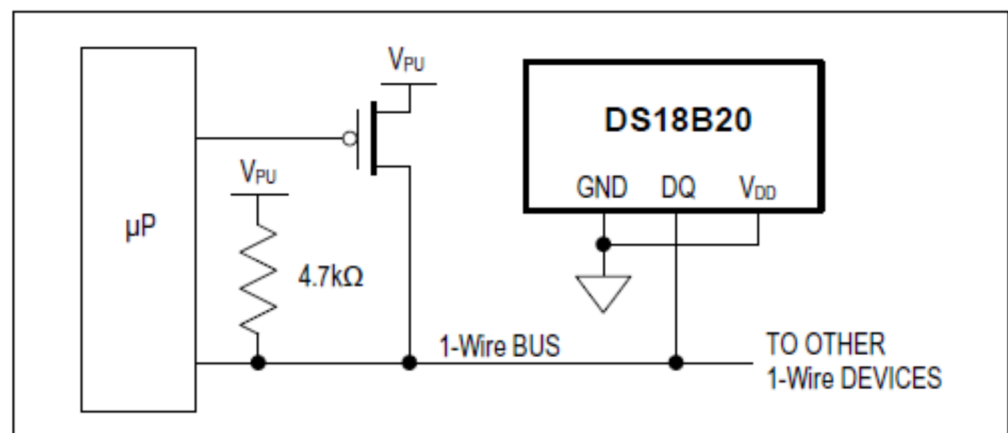 V_PU
DS18B20
GND DQ V_DD
V_PU
µP
4.7kΩ
1-Wire BUS
TO OTHER
1-Wire DEVICES